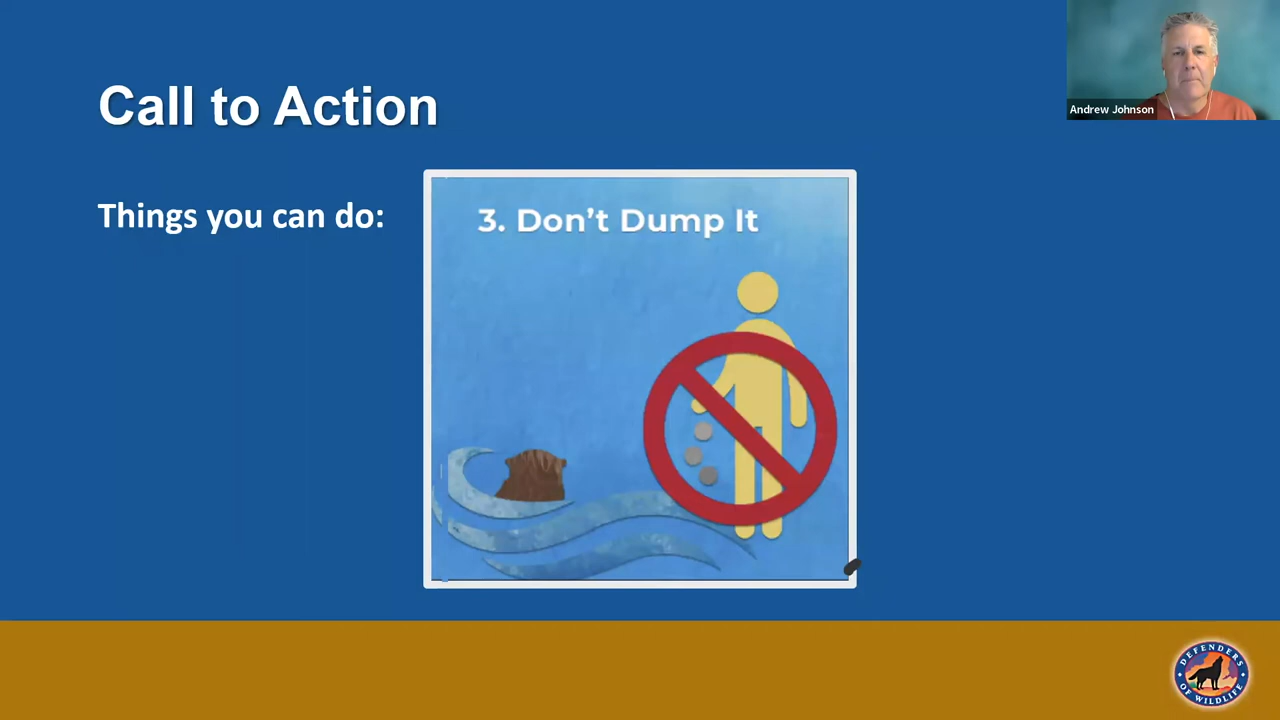 Call to Action
Andrew Johnson
Things you can do:
3. Don’t Dump It
DEFENDERS
OF WILDLIFE